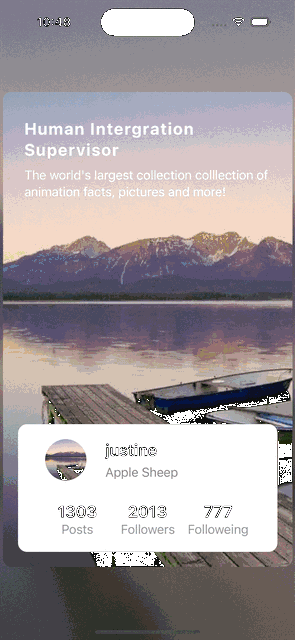 10:48
Human Intergration
Supervisor
The world's largest collection colllection of
animation facts, pictures and more!
justine
Apple Sheep
1303 2013 777
Posts Followers Followeing